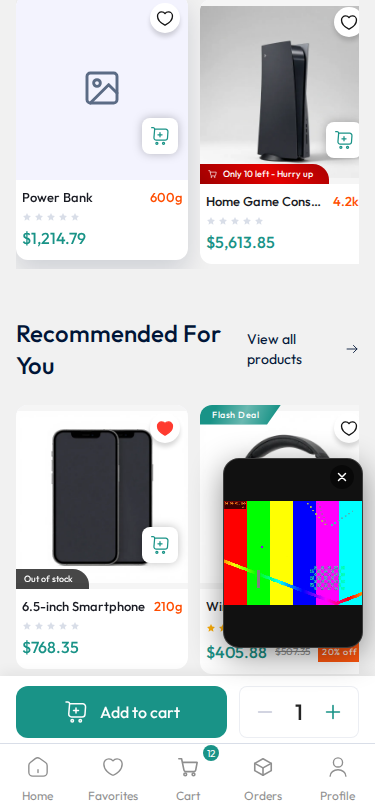 Power Bank 600g
$1,214.79
Only 10 left - Hurry up
Home Game Cons... 4.2k
$5,613.85
Recommended For You
View all products
Out of stock
6.5-inch Smartphone 210g
$768.35
Flash Deal
$405.88 $507.35 20% off
Add to cart
1
12
Home Favorites Cart Orders Profile